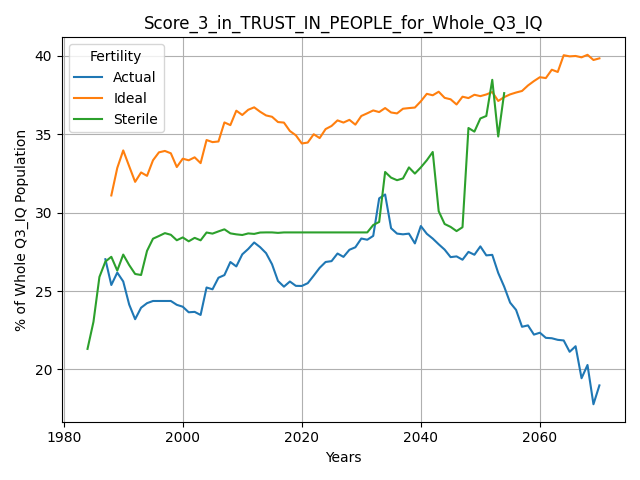 Score_3_in_TRUST_IN_PEOPLE_for_Whole_Q3_IQ
Fertility
Actual
Ideal
Sterile
% of Whole Q3_IQ Population
40
35
30
25
20
1980
2000
2020
2040
2060
Years